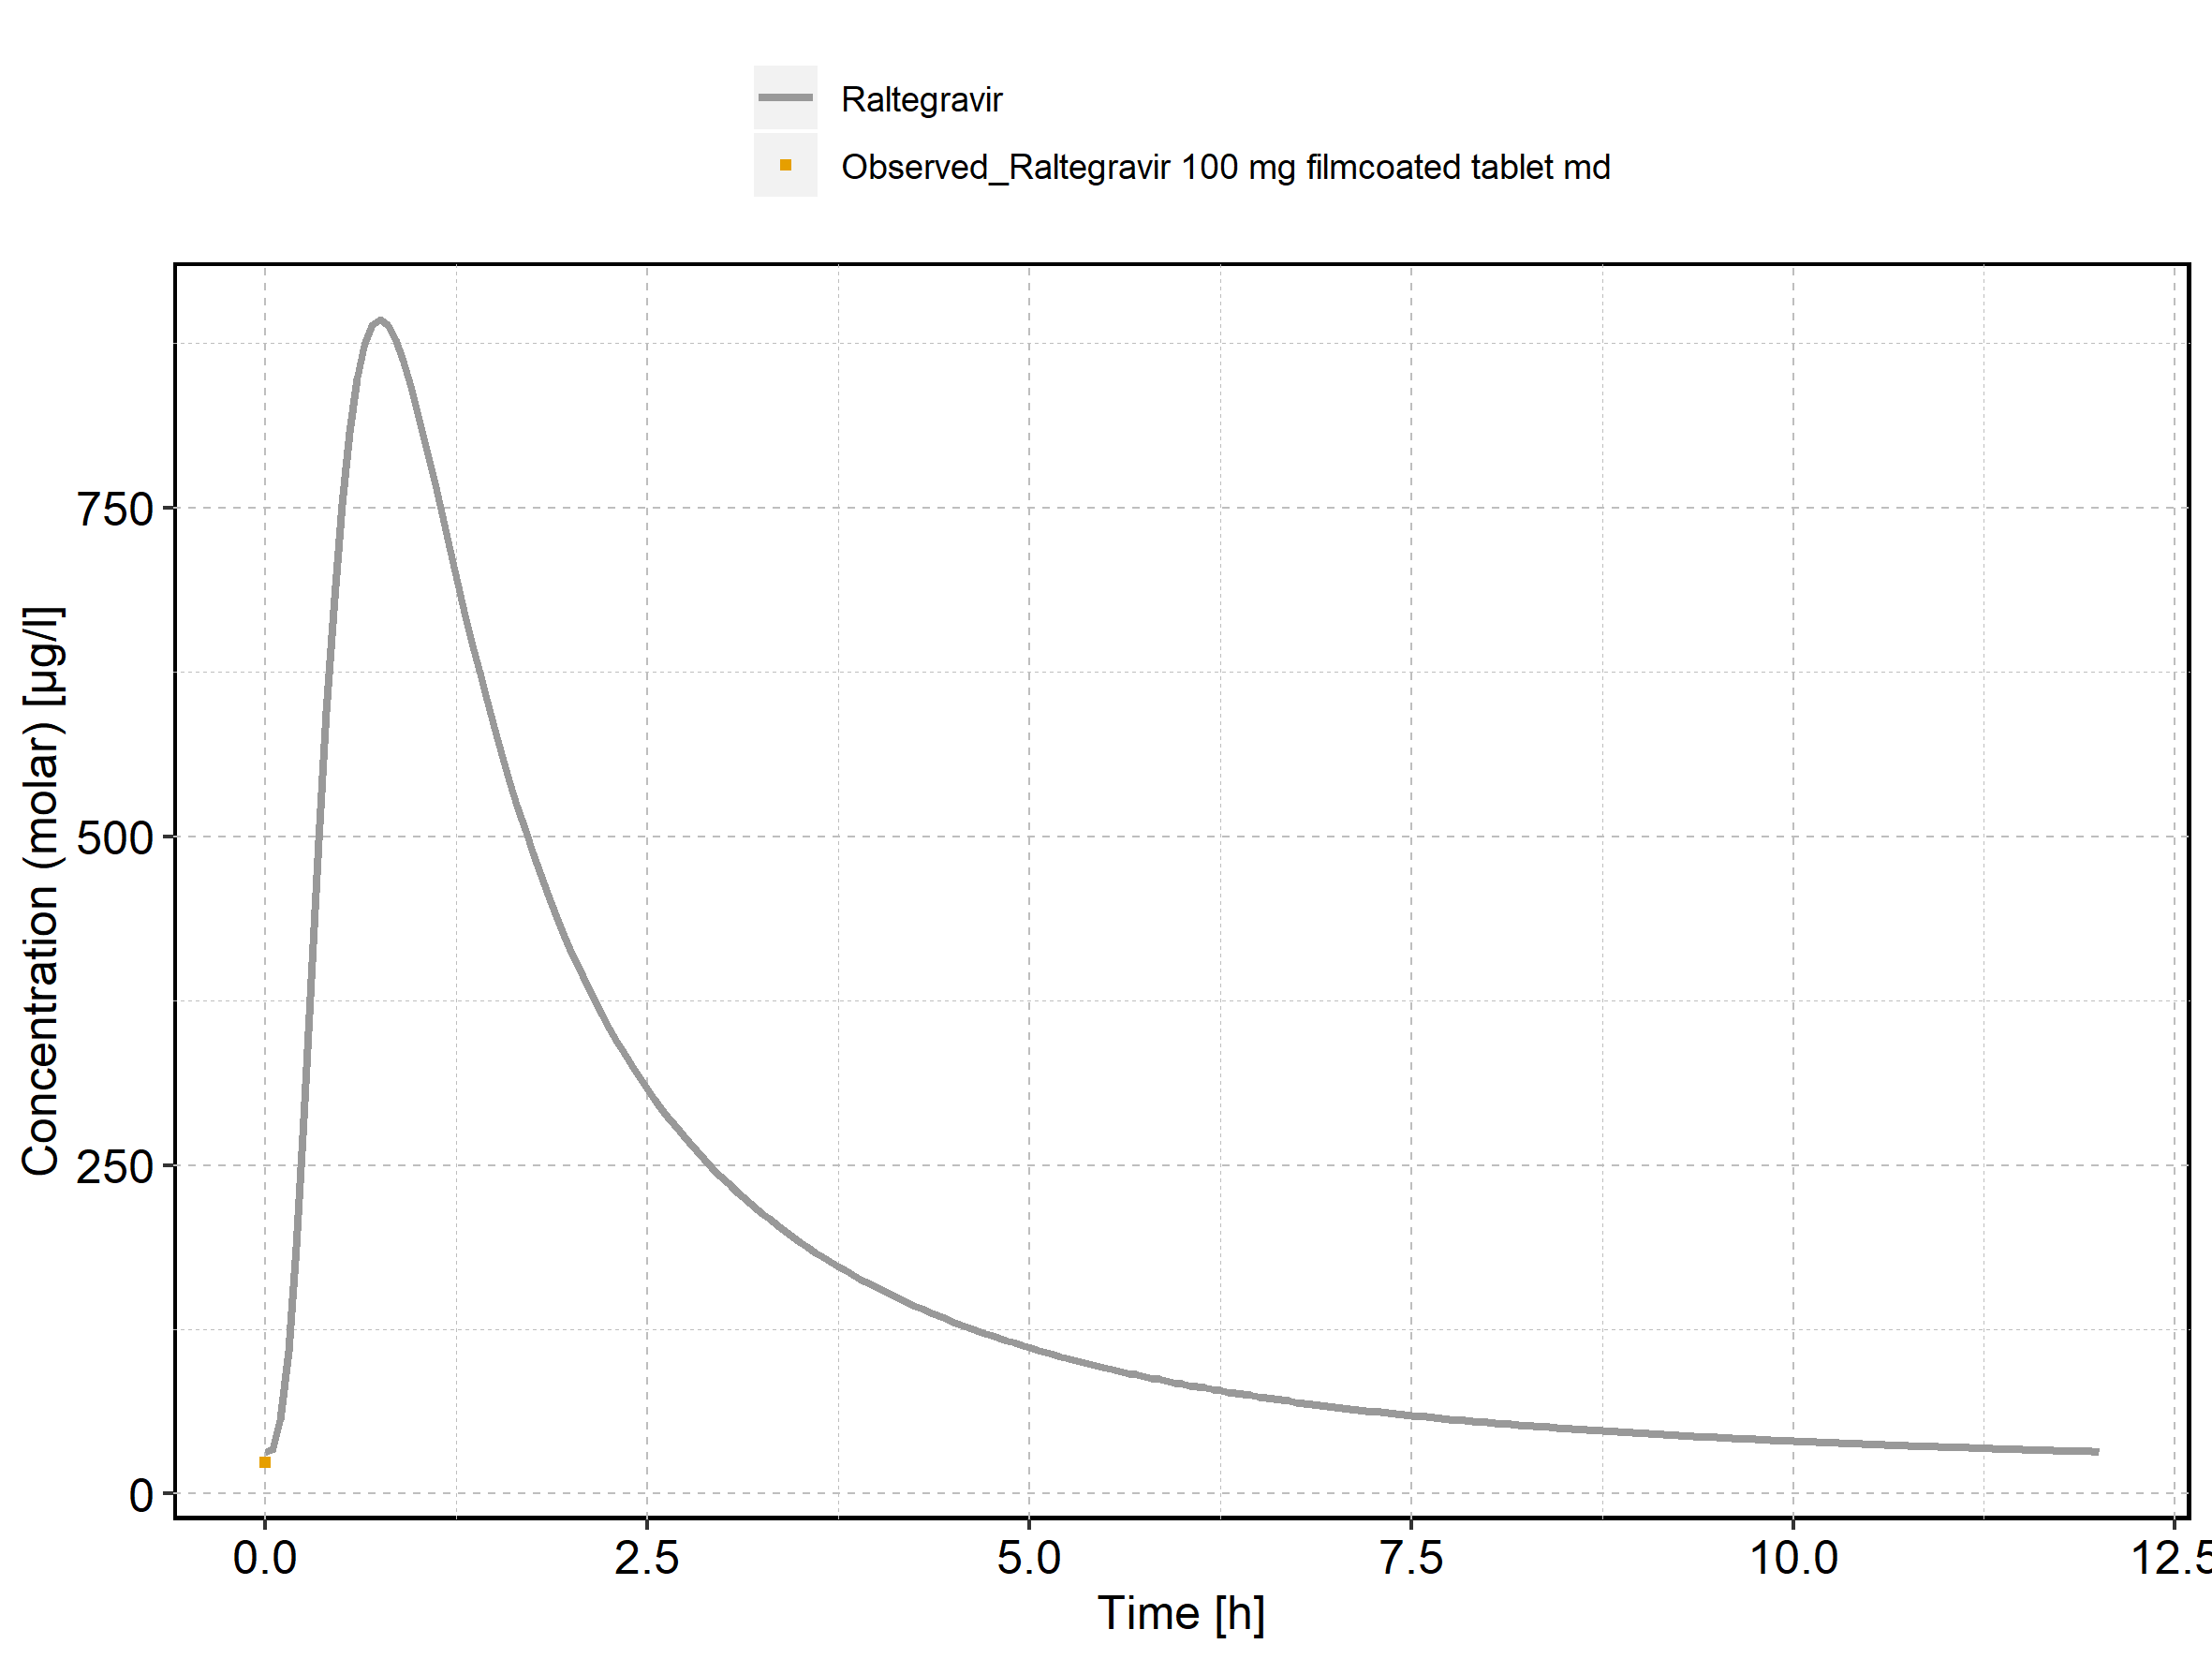 Raltegravir
Observed_Raltegravir 100 mg filmcoated tablet md
Concentration (molar) [µg/l]
750
500
250
0
0.0 2.5 5.0 7.5 10.0 12.5
Time [h]